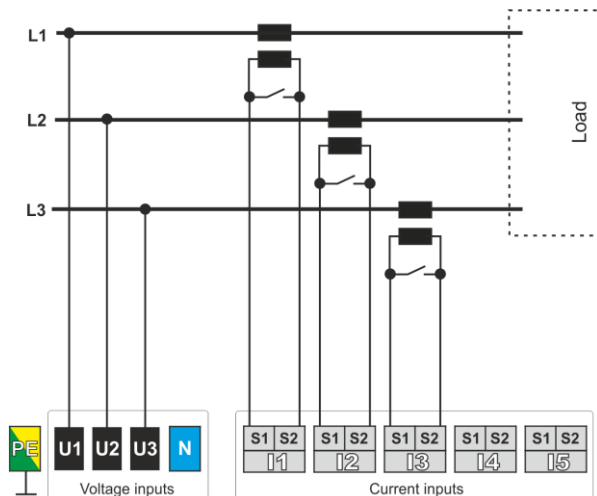 L1
Load
L2
L3
PE U1 U2 U3 N
S1 S2 S1 S2 S1 S2 S1 S2 S1 S2
I1 I2 I3 I4 I5
Voltage inputs Current inputs